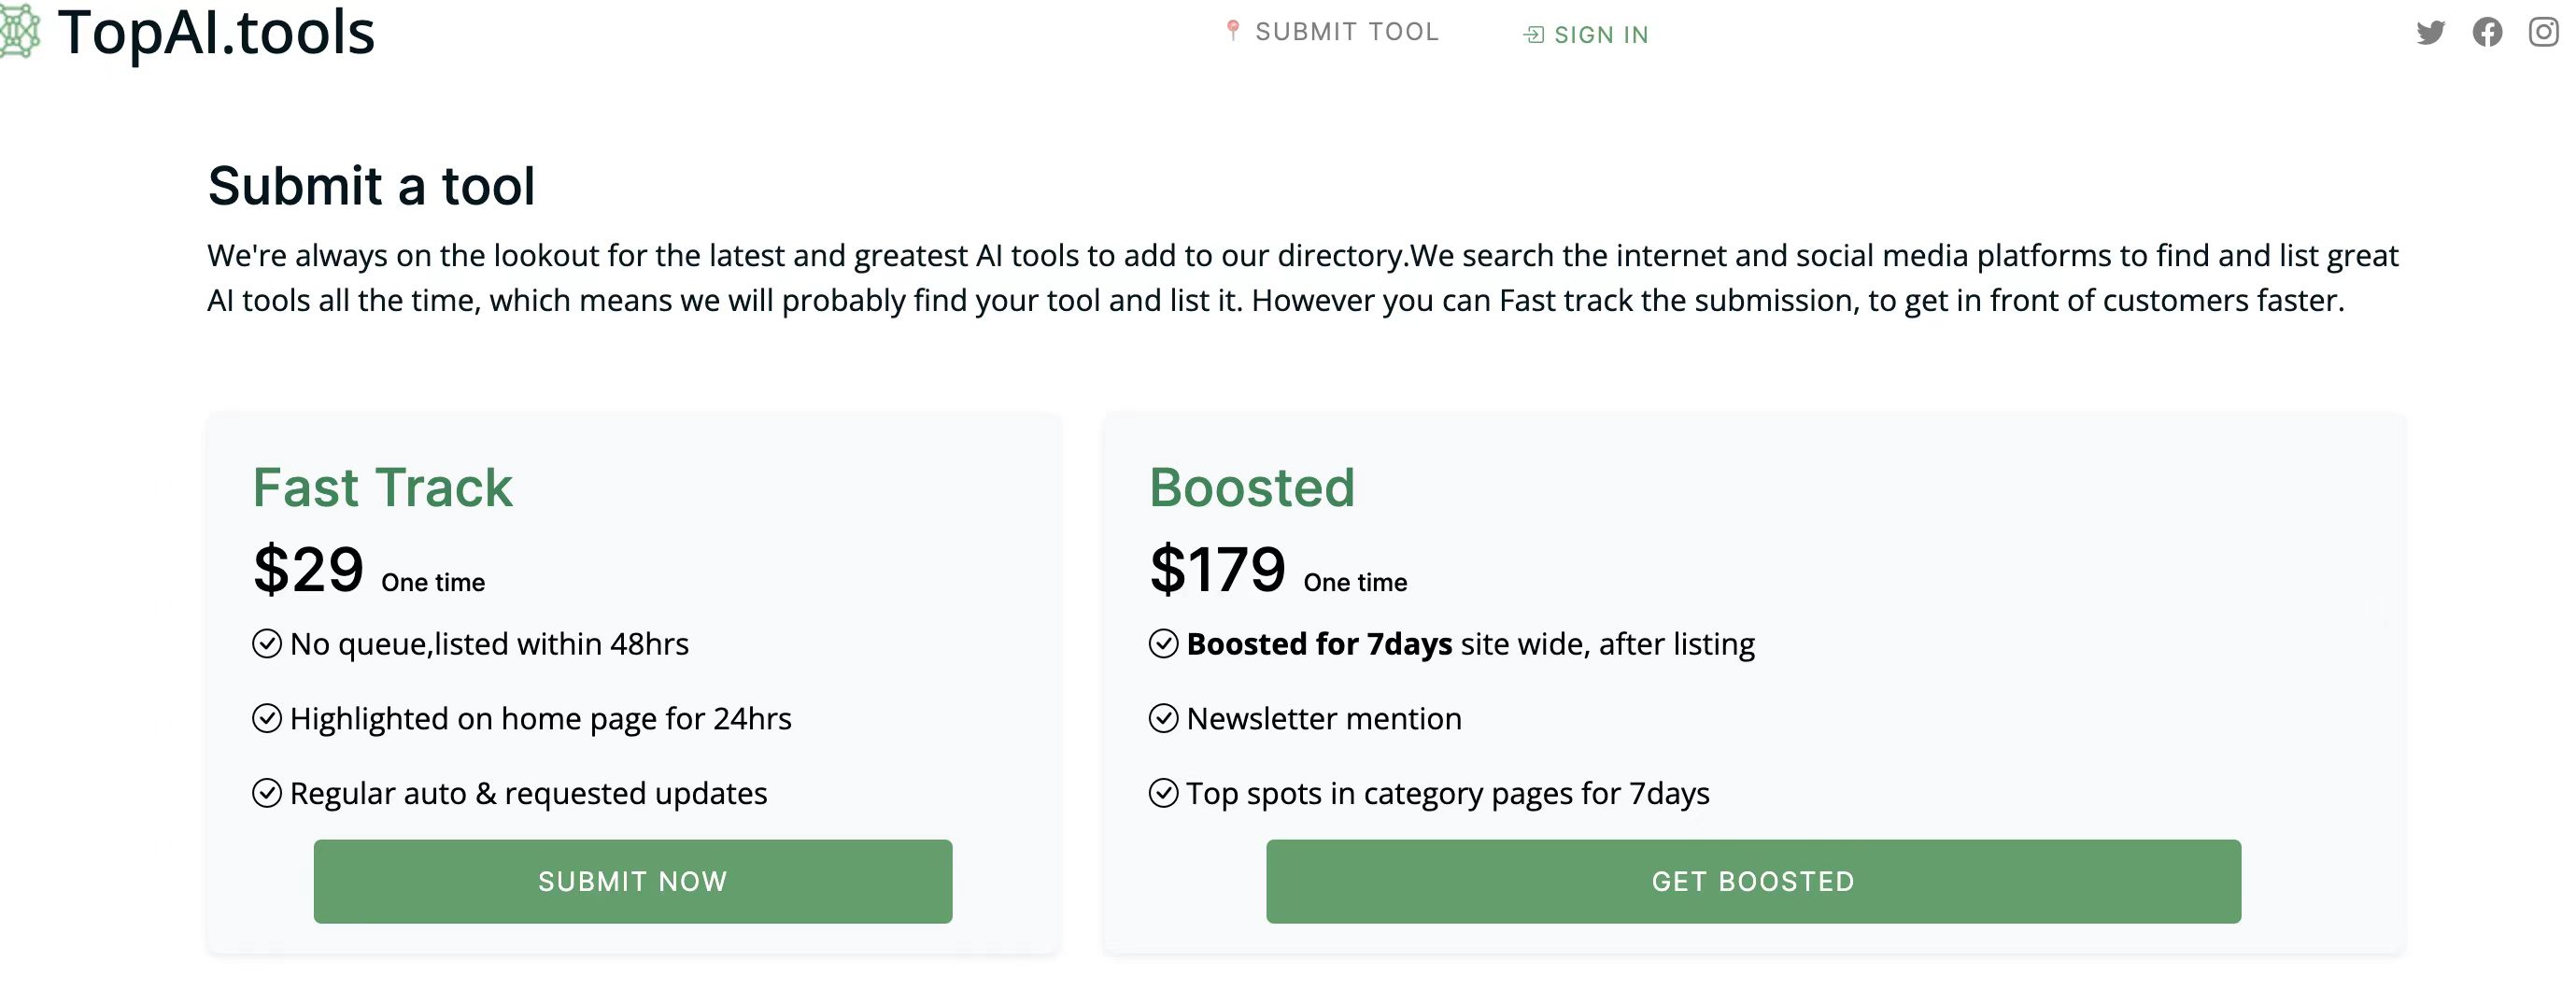 TopAI.tools
SUBMIT TOOL
SIGN IN
Submit a tool
We're always on the lookout for the latest and greatest AI tools to add to our directory.We search the internet and social media platforms to find and list great
AI tools all the time, which means we will probably find your tool and list it. However you can Fast track the submission, to get in front of customers faster.
Fast Track
$29 One time
No queue,listed within 48hrs
Highlighted on home page for 24hrs
Regular auto & requested updates
SUBMIT NOW
Boosted
$179 One time
Boosted for 7days site wide, after listing
Newsletter mention
Top spots in category pages for 7days
GET BOOSTED